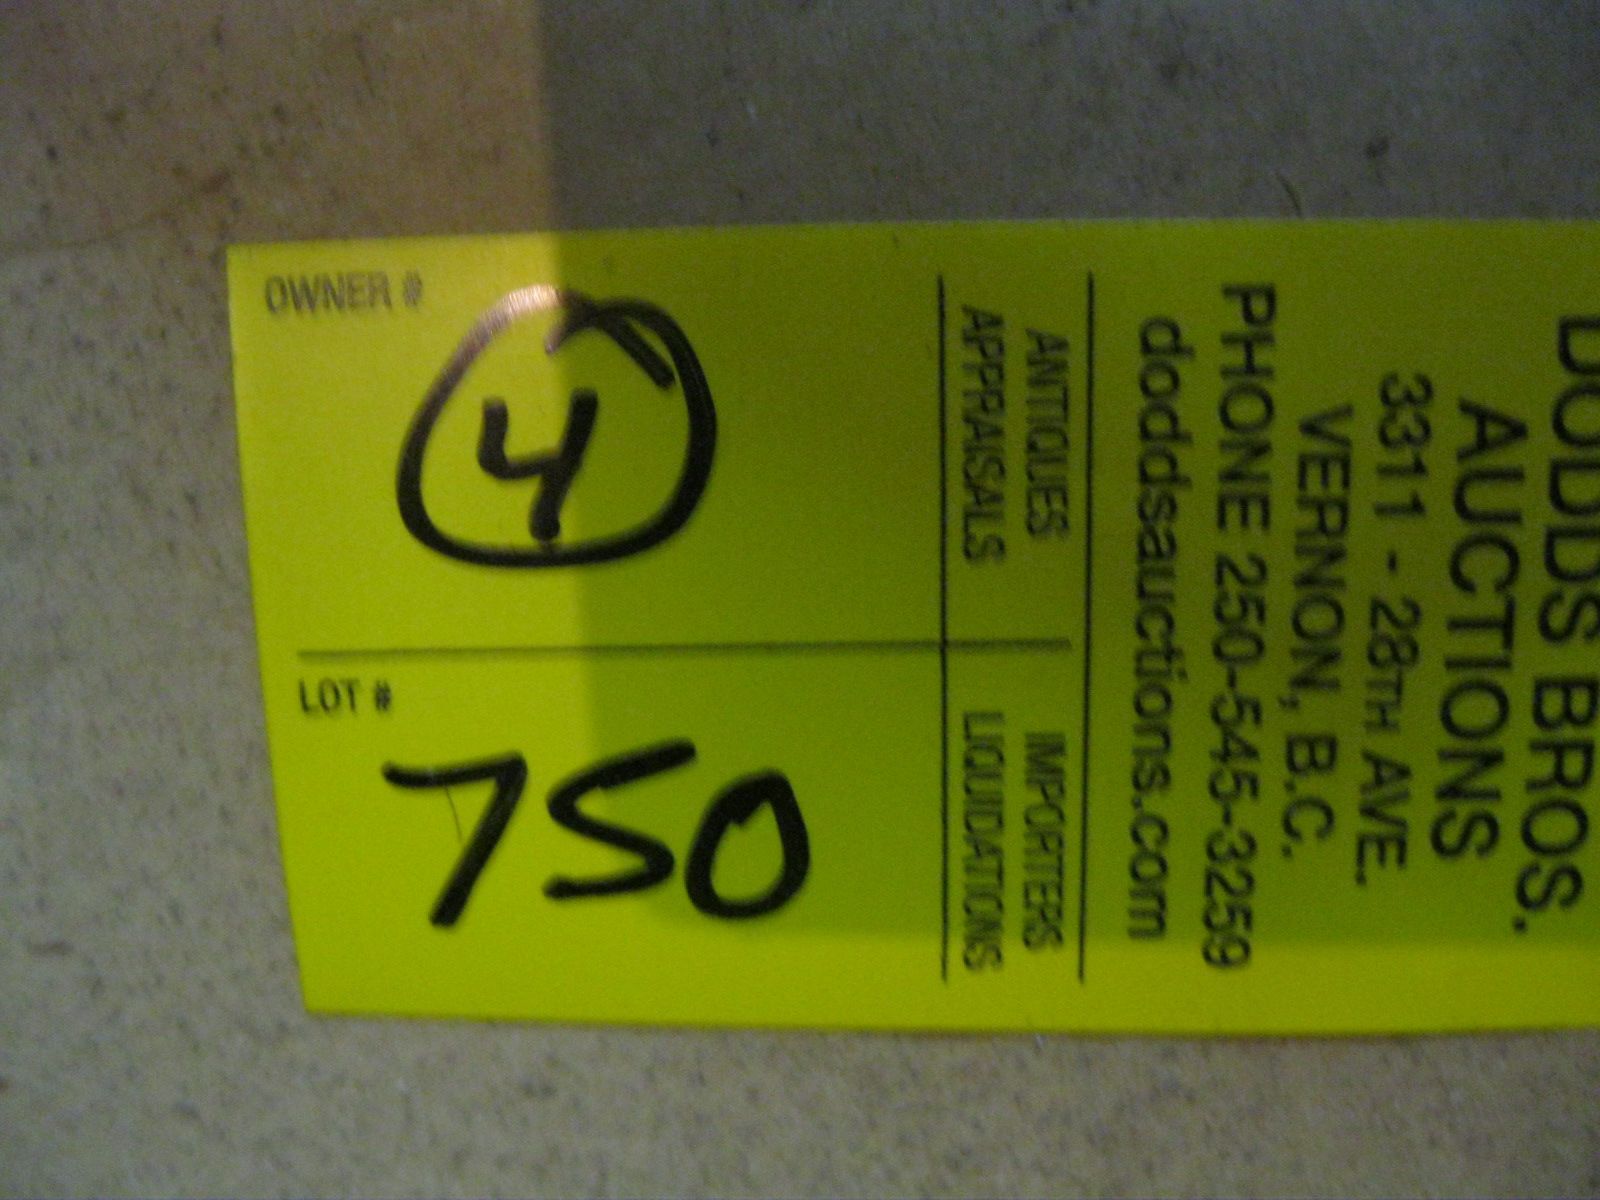 DODDS BROS.
AUCTIONS
3311 - 28TH AVE.
VERNON, B.C.
PHONE 250-545-3259
doddsauctions.com
ANTIQUES IMPORTERS
APPRAISALS LIQUIDATIONS
OWNER #
4
LOT #
750